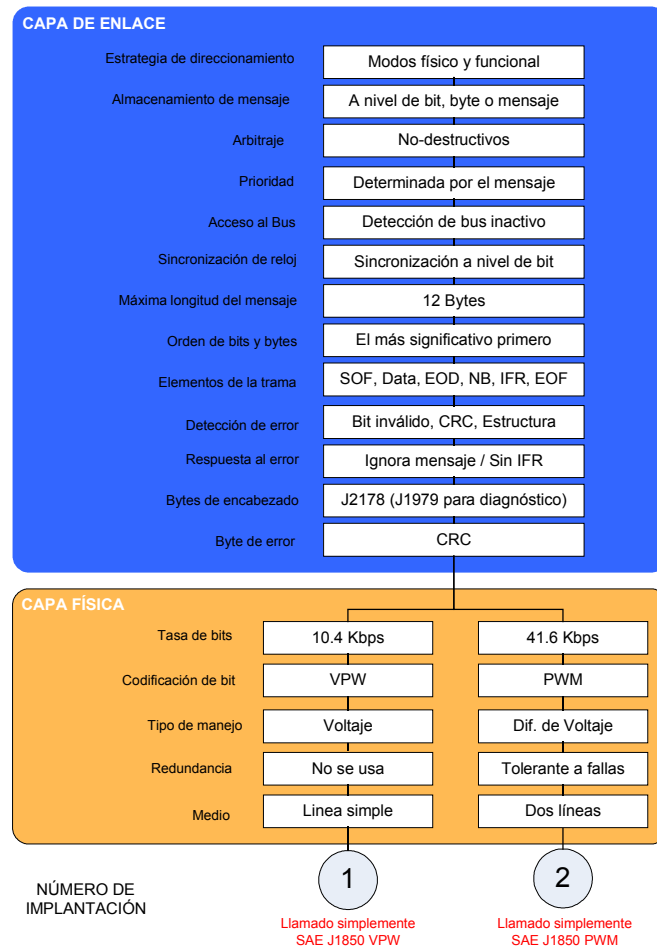 CAPA DE ENLACE
Estrategia de direccionamiento Modos físico y funcional
Almacenamiento de mensaje A nivel de bit, byte o mensaje
Arbitraje No-destructivos
Prioridad Determinada por el mensaje
Acceso al Bus Detección de bus inactivo
Sincronización de reloj Sincronización a nivel de bit
Máxima longitud del mensaje 12 Bytes
Orden de bits y bytes El más significativo primero
Elementos de la trama SOF, Data, EOD, NB, IFR, EOF
Detección de error Bit inválido, CRC, Estructura
Respuesta al error Ignora mensaje / Sin IFR
Bytes de encabezado J2178 (J1979 para diagnóstico)
Byte de error CRC
CAPA FÍSICA
Tasa de bits 10.4 Kbps 41.6 Kbps
Codificación de bit VPW PWM
Tipo de manejo Voltaje Dif. de Voltaje
Redundancia No se usa Tolerante a fallas
Medio Linea simple Dos líneas
NÚMERO DE
IMPLANTACIÓN
1 2
Llamado simplemente
SAE J1850 VPW
Llamado simplemente
SAE J1850 PWM